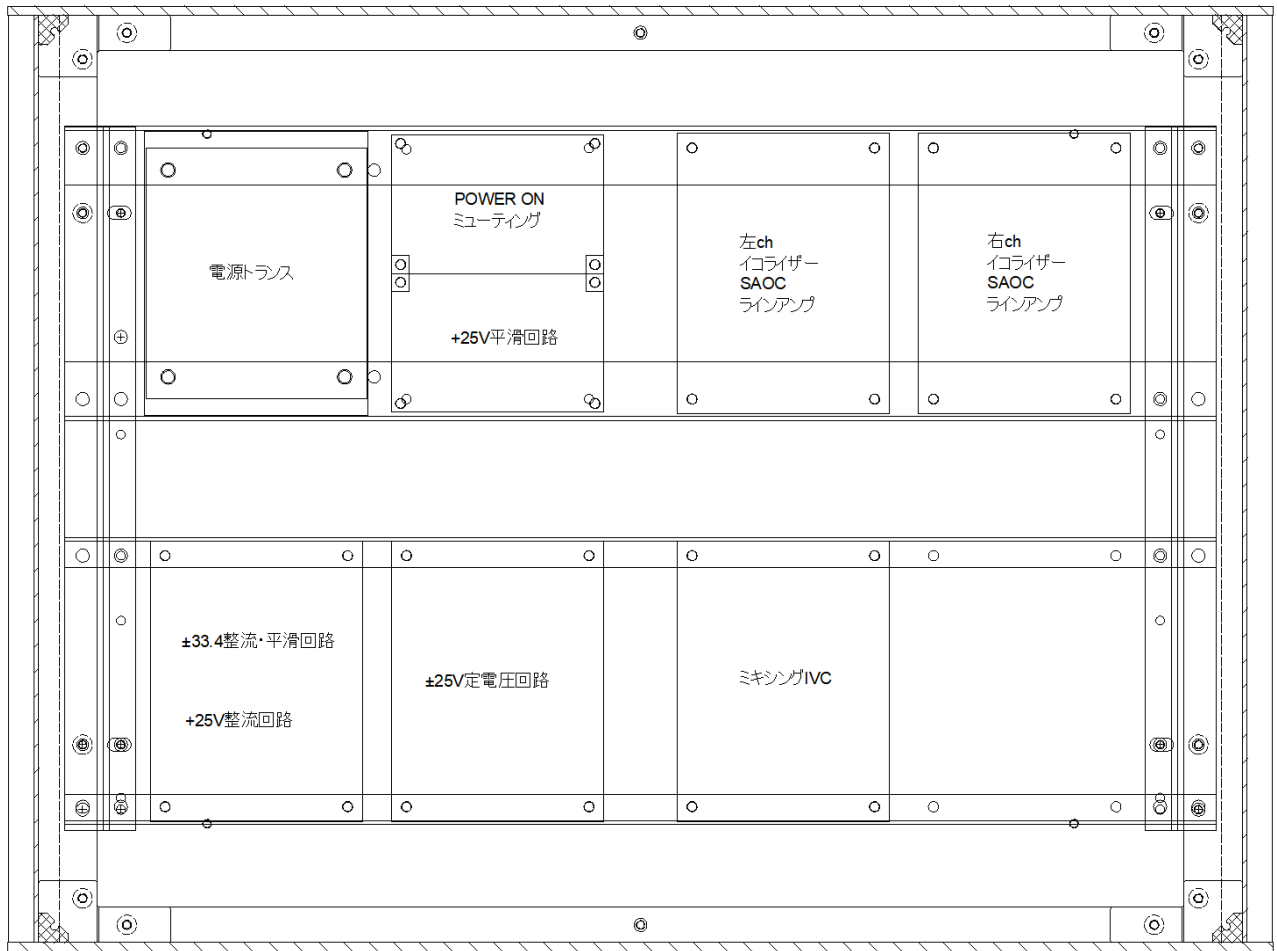 POWER ON
ミューティング
電源トランス
+25V平滑回路
左ch
イコライザー
SAOC
ラインアンプ
右ch
イコライザー
SAOC
ラインアンプ
±33.4整流・平滑回路
+25V整流回路
±25V定電圧回路
ミキシングIVC